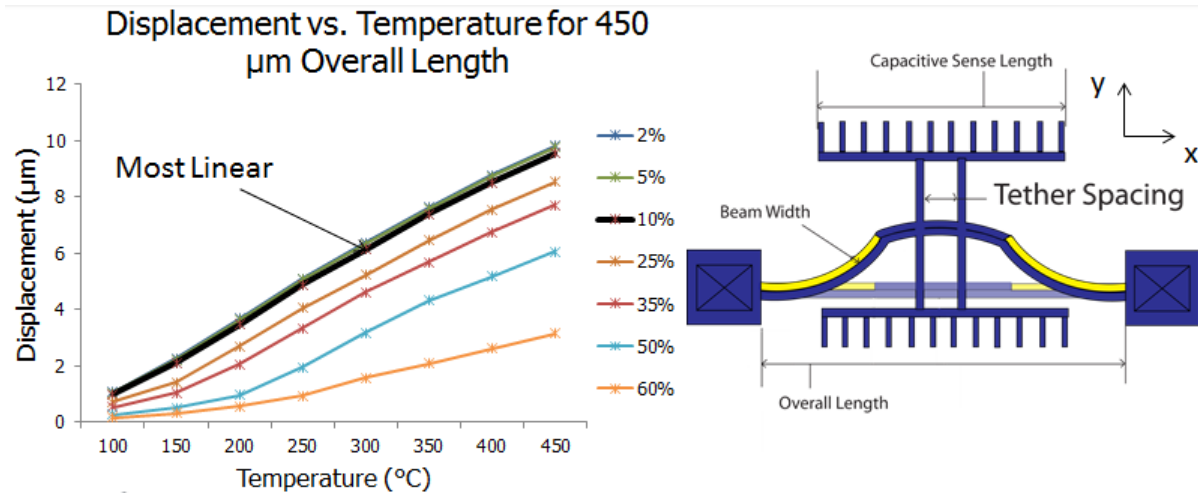 Displacement vs. Temperature for 450
µm Overall Length
12
10
8
6
4
2
0
Displacement (µm)
Most Linear
100 150 200 250 300 350 400 450
Temperature (°C)
2%
5%
10%
25%
35%
50%
60%
Capacitive Sense Length
y
x
Tether Spacing
Beam Width
Overall Length